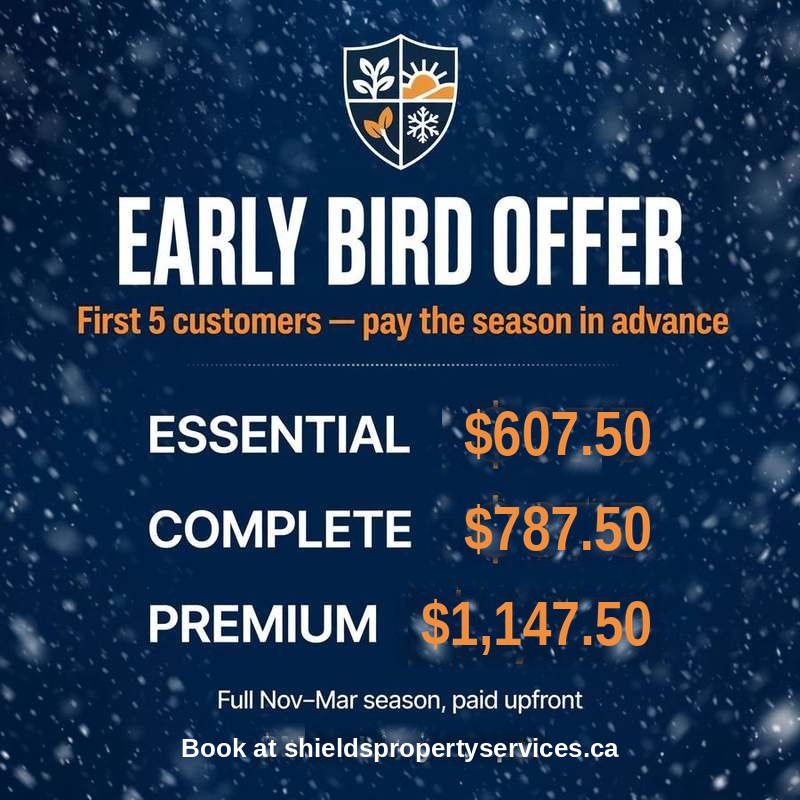 EARLY BIRD OFFER
First 5 customers — pay the season in advance
ESSENTIAL $607.50
COMPLETE $787.50
PREMIUM $1,147.50
Full Nov–Mar season, paid upfront
Book at shieldspropertyservices.ca